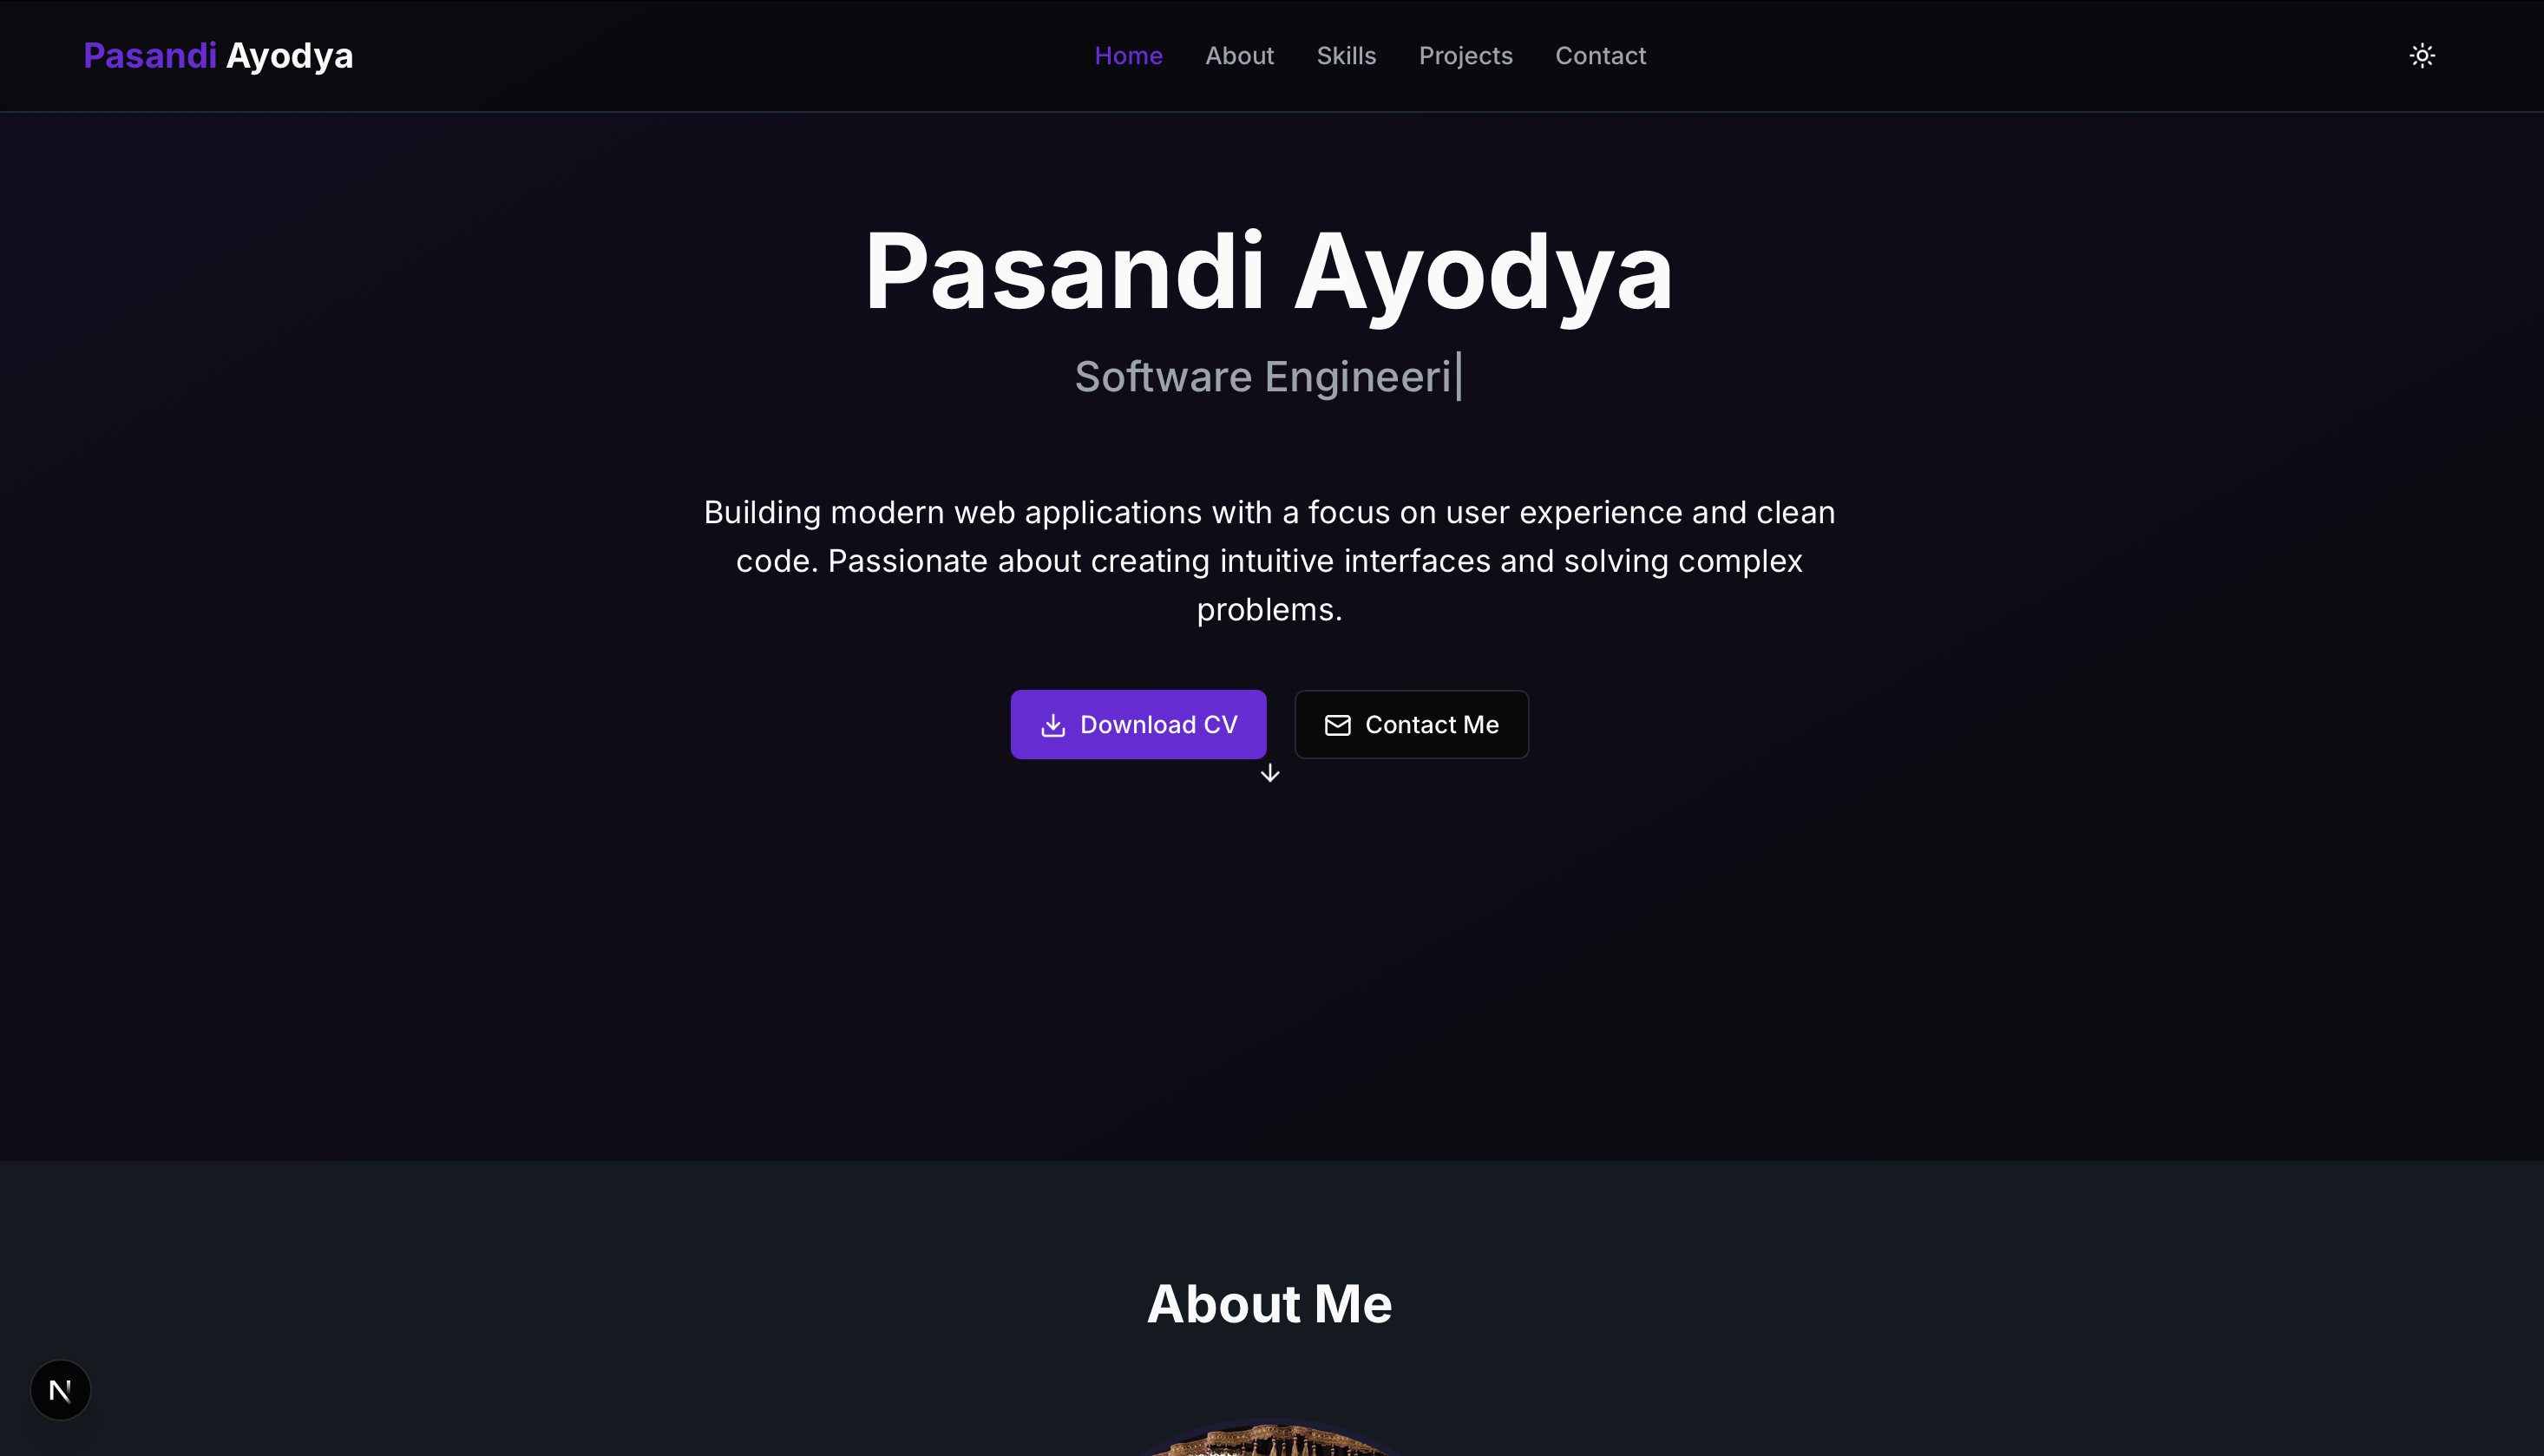 Pasandi Ayodya
Home About Skills Projects Contact
Pasandi Ayodya
Software Engineeri|
Building modern web applications with a focus on user experience and clean
code. Passionate about creating intuitive interfaces and solving complex
problems.
Download CV Contact Me
About Me
N